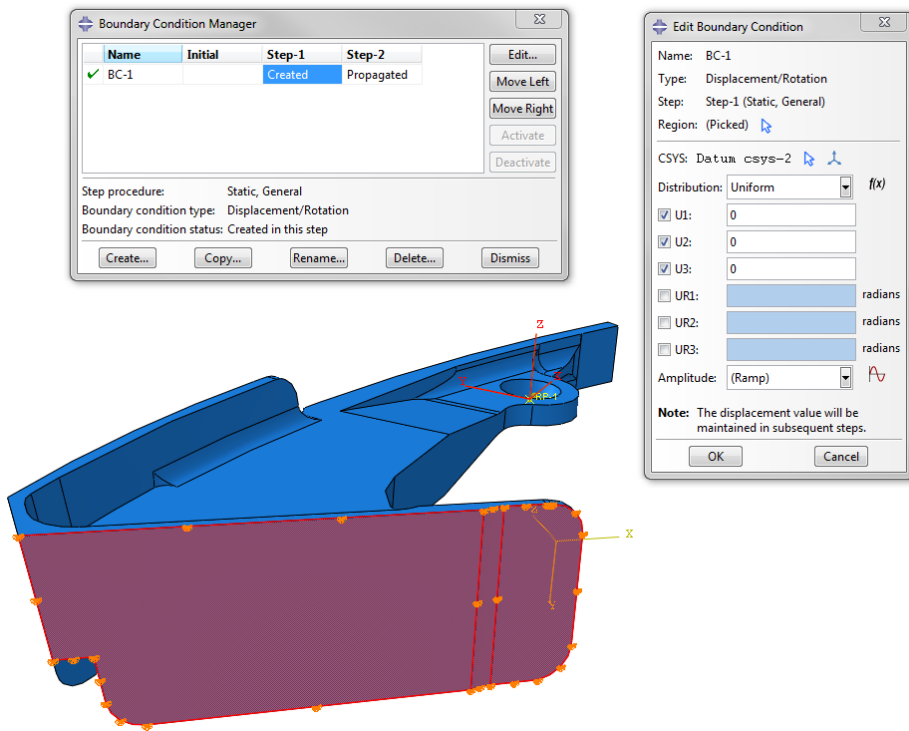 Boundary Condition Manager
Name Initial Step-1 Step-2
BC-1 Created Propagated
Edit...
Move Left
Move Right
Activate
Deactivate
Step procedure: Static, General
Boundary condition type: Displacement/Rotation
Boundary condition status: Created in this step
Create... Copy... Rename... Delete... Dismiss
Edit Boundary Condition
Name: BC-1
Type: Displacement/Rotation
Step: Step-1 (Static, General)
Region: (Picked)
CSYS: Datum csys-2
Distribution: Uniform f(x)
U1: 0
U2: 0
U3: 0
UR1: radians
UR2: radians
UR3: radians
Amplitude: (Ramp)
Note: The displacement value will be
maintained in subsequent steps.
OK Cancel
Z
RP-1
Z
X
Y